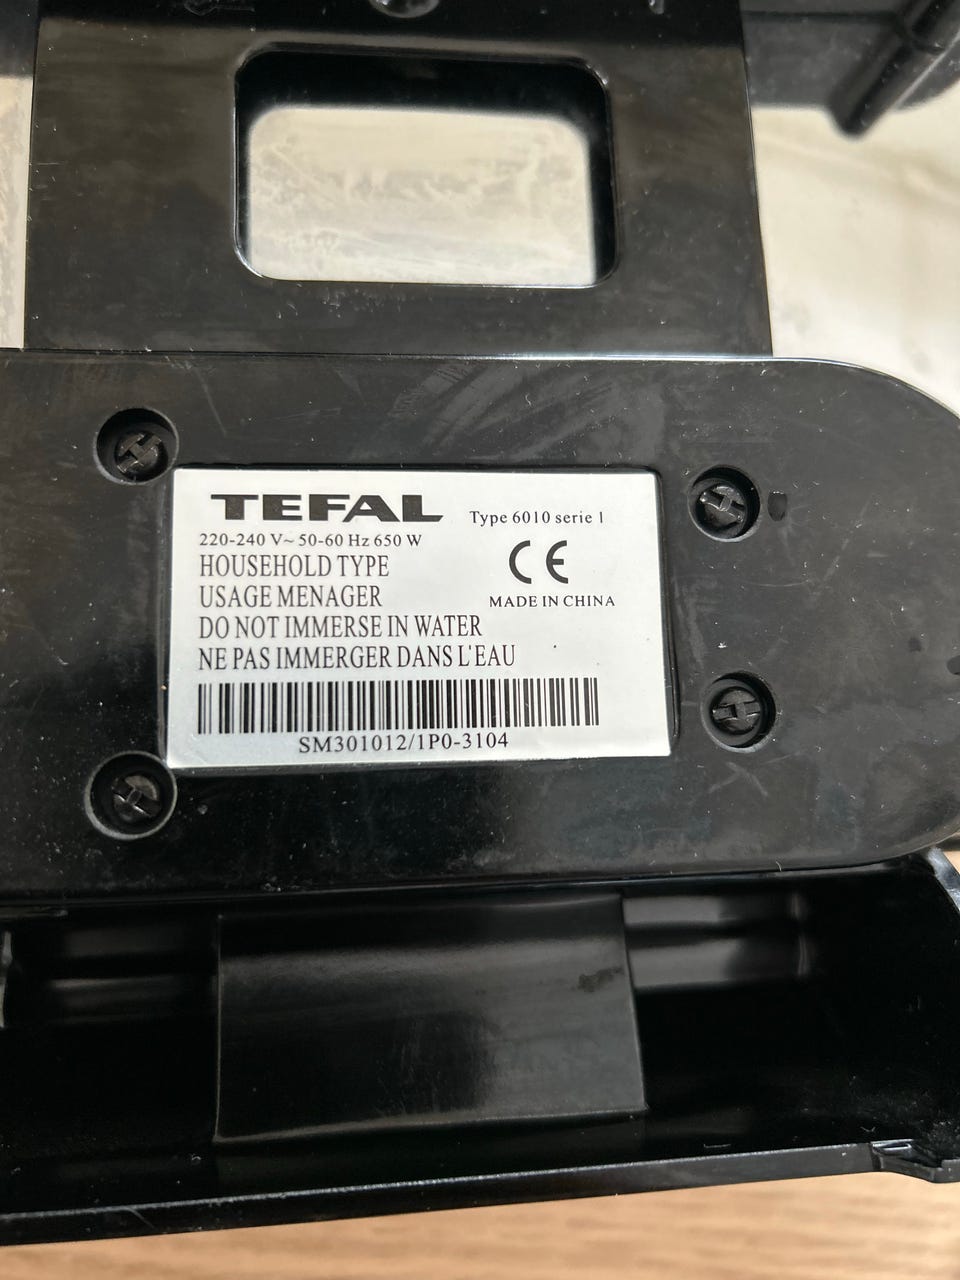 TEFAL
Type 6010 serie 1
220-240 V~ 50-60 Hz 650 W
HOUSEHOLD TYPE
CE
USAGE MENAGER
MADE IN CHINA
DO NOT IMMERSE IN WATER
NE PAS IMMERGER DANS L'EAU
SM301012/1P0-3104